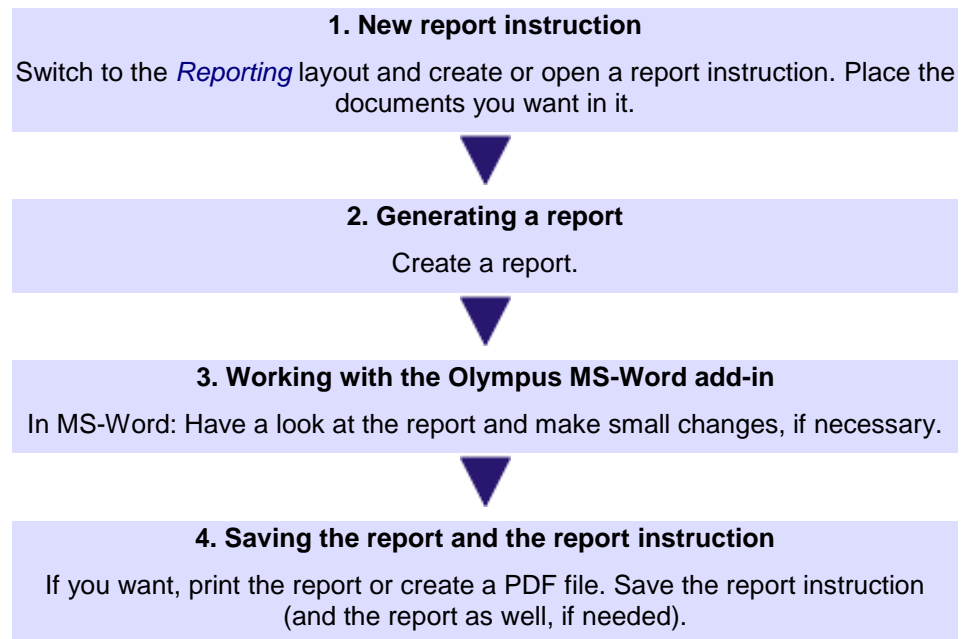 1. New report instruction
Switch to the Reporting layout and create or open a report instruction. Place the
documents you want in it.
2. Generating a report
Create a report.
3. Working with the Olympus MS-Word add-in
In MS-Word: Have a look at the report and make small changes, if necessary.
4. Saving the report and the report instruction
If you want, print the report or create a PDF file. Save the report instruction
(and the report as well, if needed).